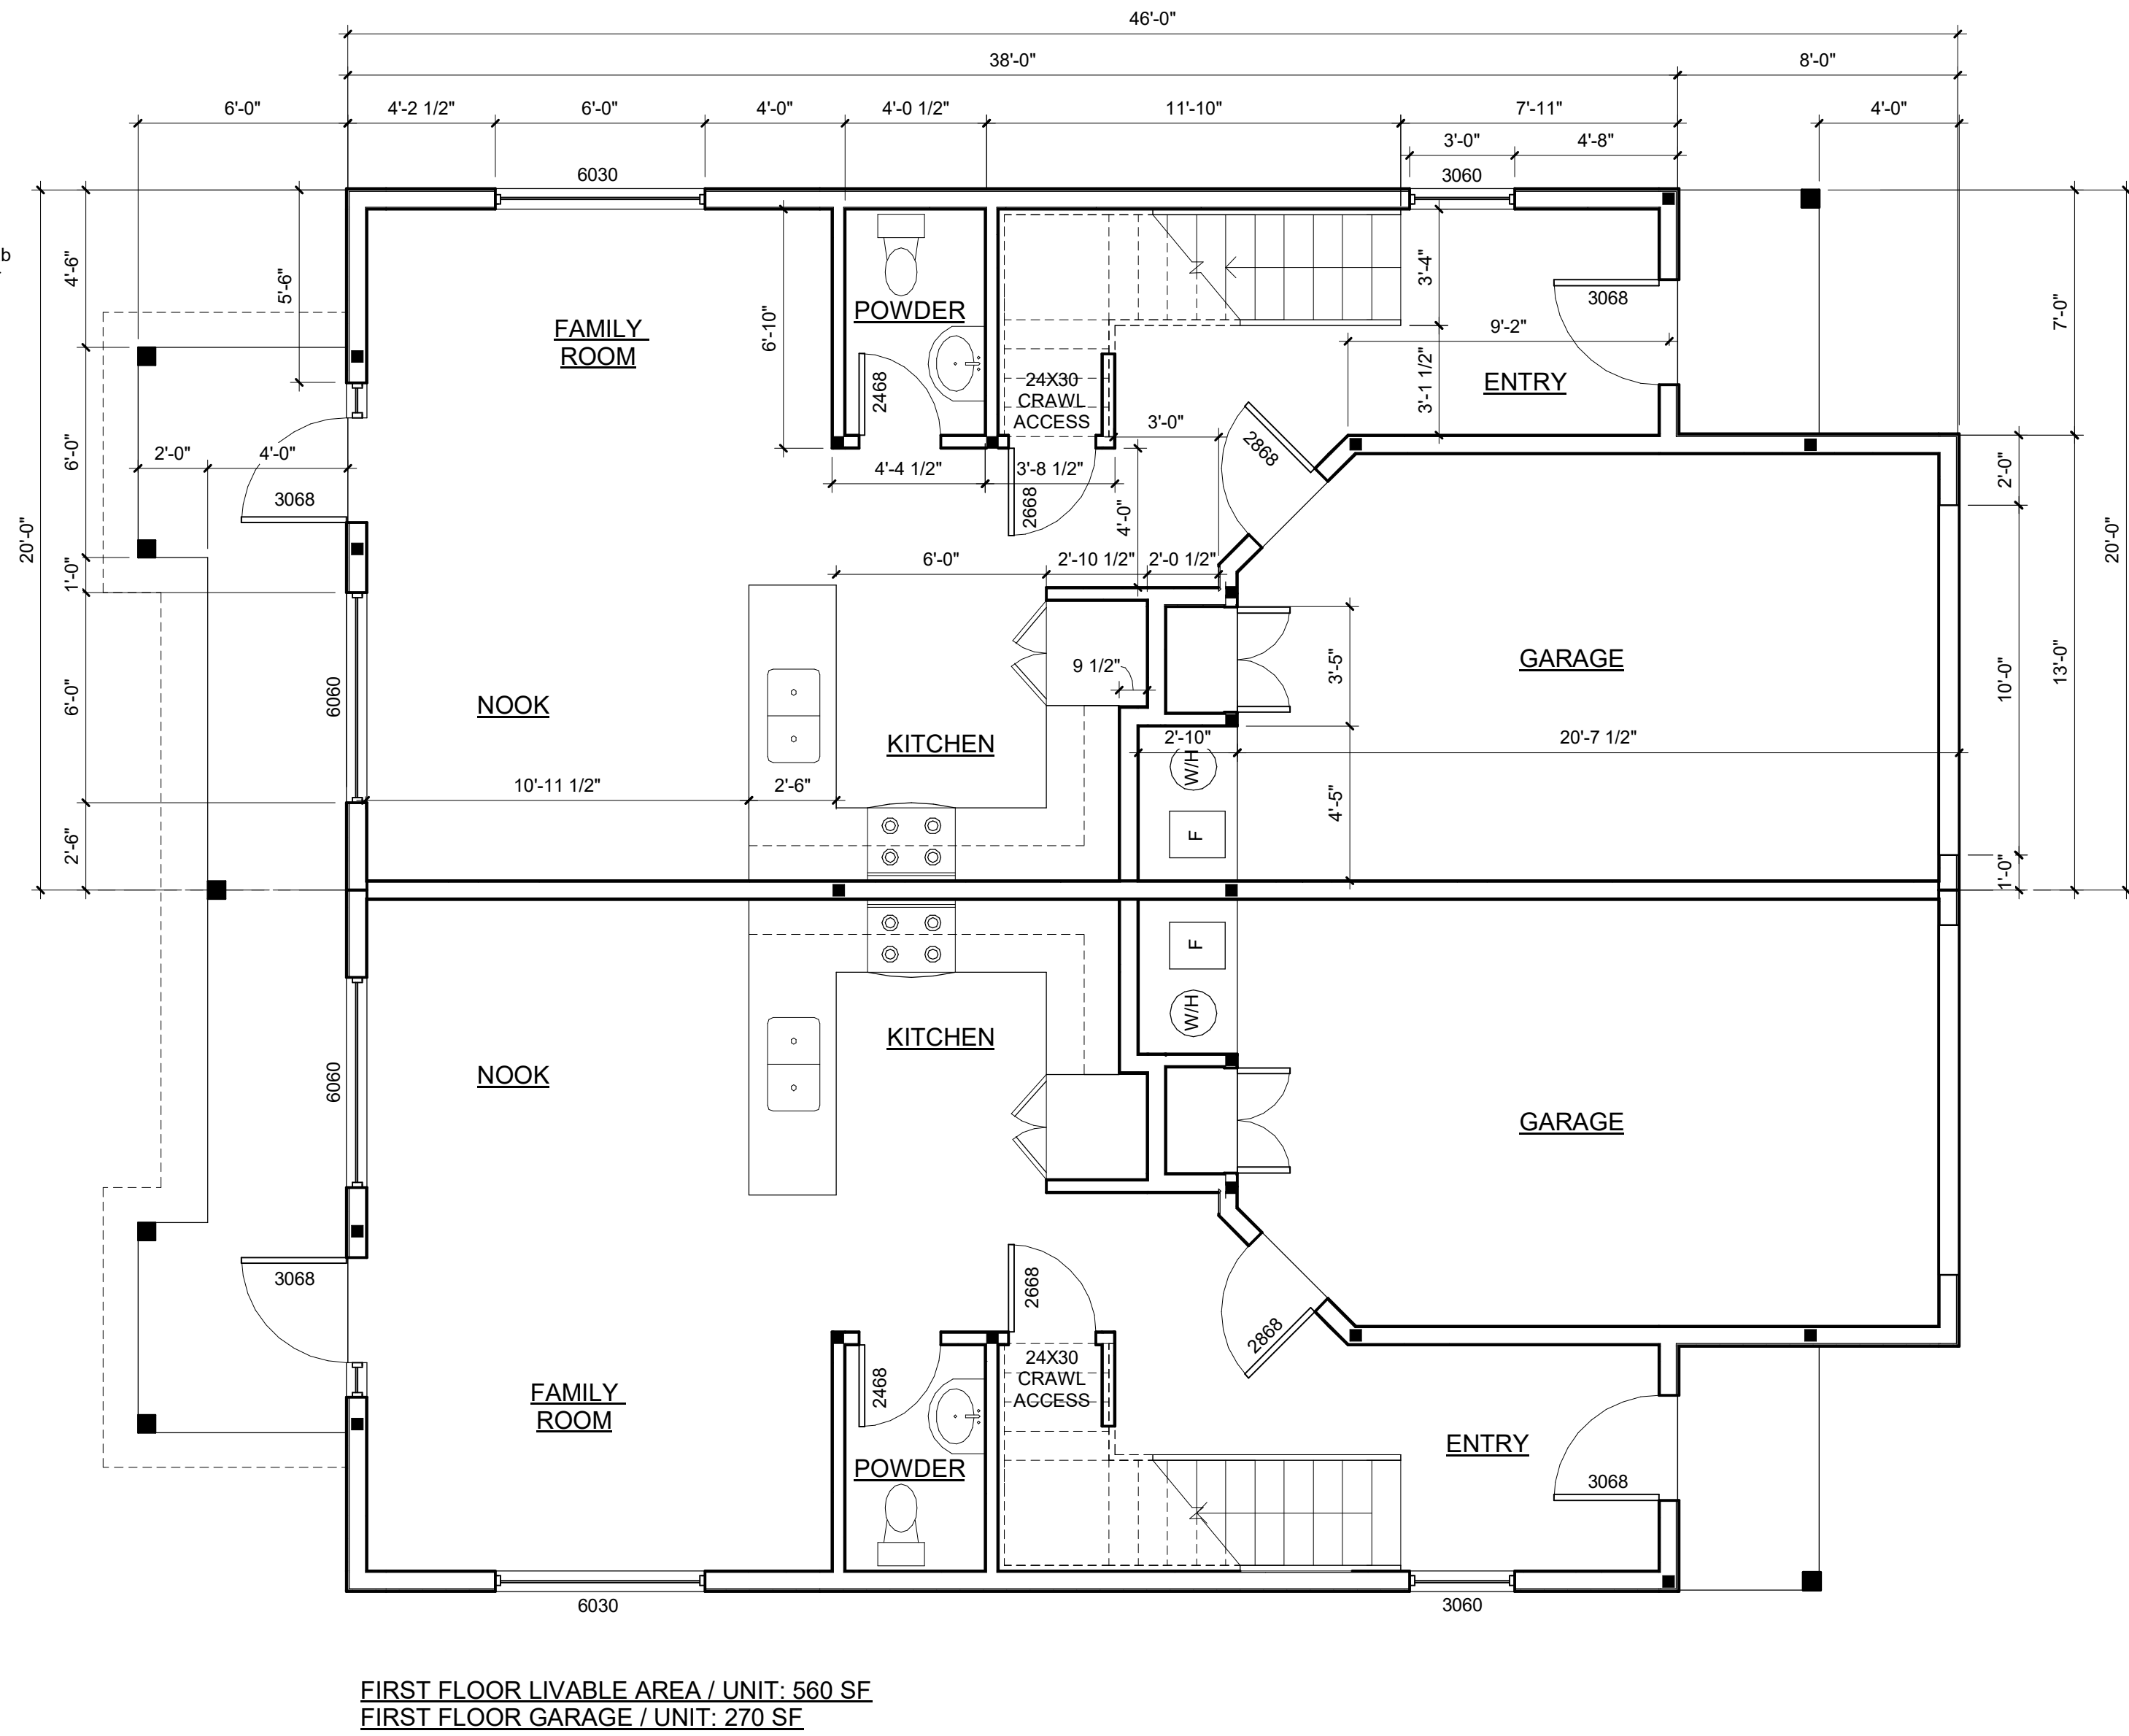 46'-0"
38'-0" 8'-0"
6'-0" 4'-2 1/2" 6'-0" 4'-0" 4'-0 1/2" 11'-10" 7'-11" 4'-0"
3'-0" 4'-8"
6030 3060
b
4'-6"
5'-6"
6'-10"
3'-4"
7'-0"
POWDER
3068
FAMILY
ROOM
9'-2"
ENTRY
3'-1 1/2"
24X30
CRAWL
ACCESS
2468
3'-0"
2868
6'-0"
2'-0" 4'-0"
4'-4 1/2" 3'-8 1/2"
2'-0"
3068
2668
4'-0"
20'-0"
20'-0"
6'-0" 2'-10 1/2" 2'-0 1/2"
1'-0"
9 1/2"
3'-5"
GARAGE
13'-0"
10'-0"
6'-0"
6060
NOOK
KITCHEN
2'-10" 20'-7 1/2"
W/H
10'-11 1/2" 2'-6"
4'-5"
2'-6"
F
1'-0"
F
W/H
KITCHEN
NOOK
6060
GARAGE
3068
2668
2868
24X30
CRAWL
ACCESS
2468
FAMILY
ROOM
ENTRY
POWDER
3068
6030 3060
FIRST FLOOR LIVABLE AREA / UNIT: 560 SF
FIRST FLOOR GARAGE / UNIT: 270 SF